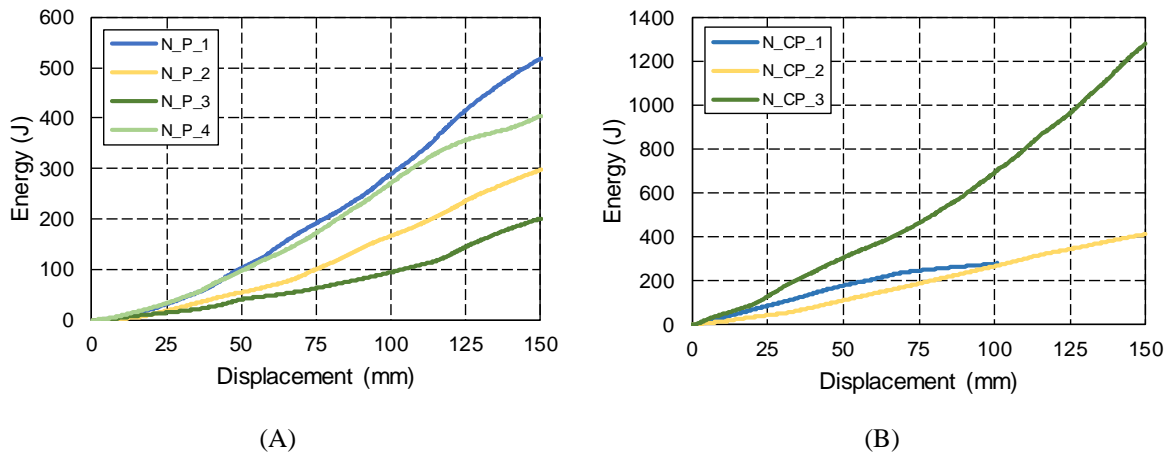 600
500
400
300
200
100
0
Energy (J)
N_P_1
N_P_2
N_P_3
N_P_4
0 25 50 75 100 125 150
Displacement (mm)
(A)
1400
1200
1000
800
600
400
200
0
Energy (J)
N_CP_1
N_CP_2
N_CP_3
0 25 50 75 100 125 150
Displacement (mm)
(B)